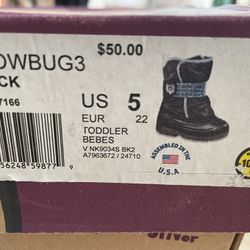 OWBUG3
$50.00
CK
7166
US 5
EUR 22
TODDLER
BEBES
V NK9034S BK2
A7963672 / 24710
56248 59877 9
ASSEMBLED IN THE
U.S.A.